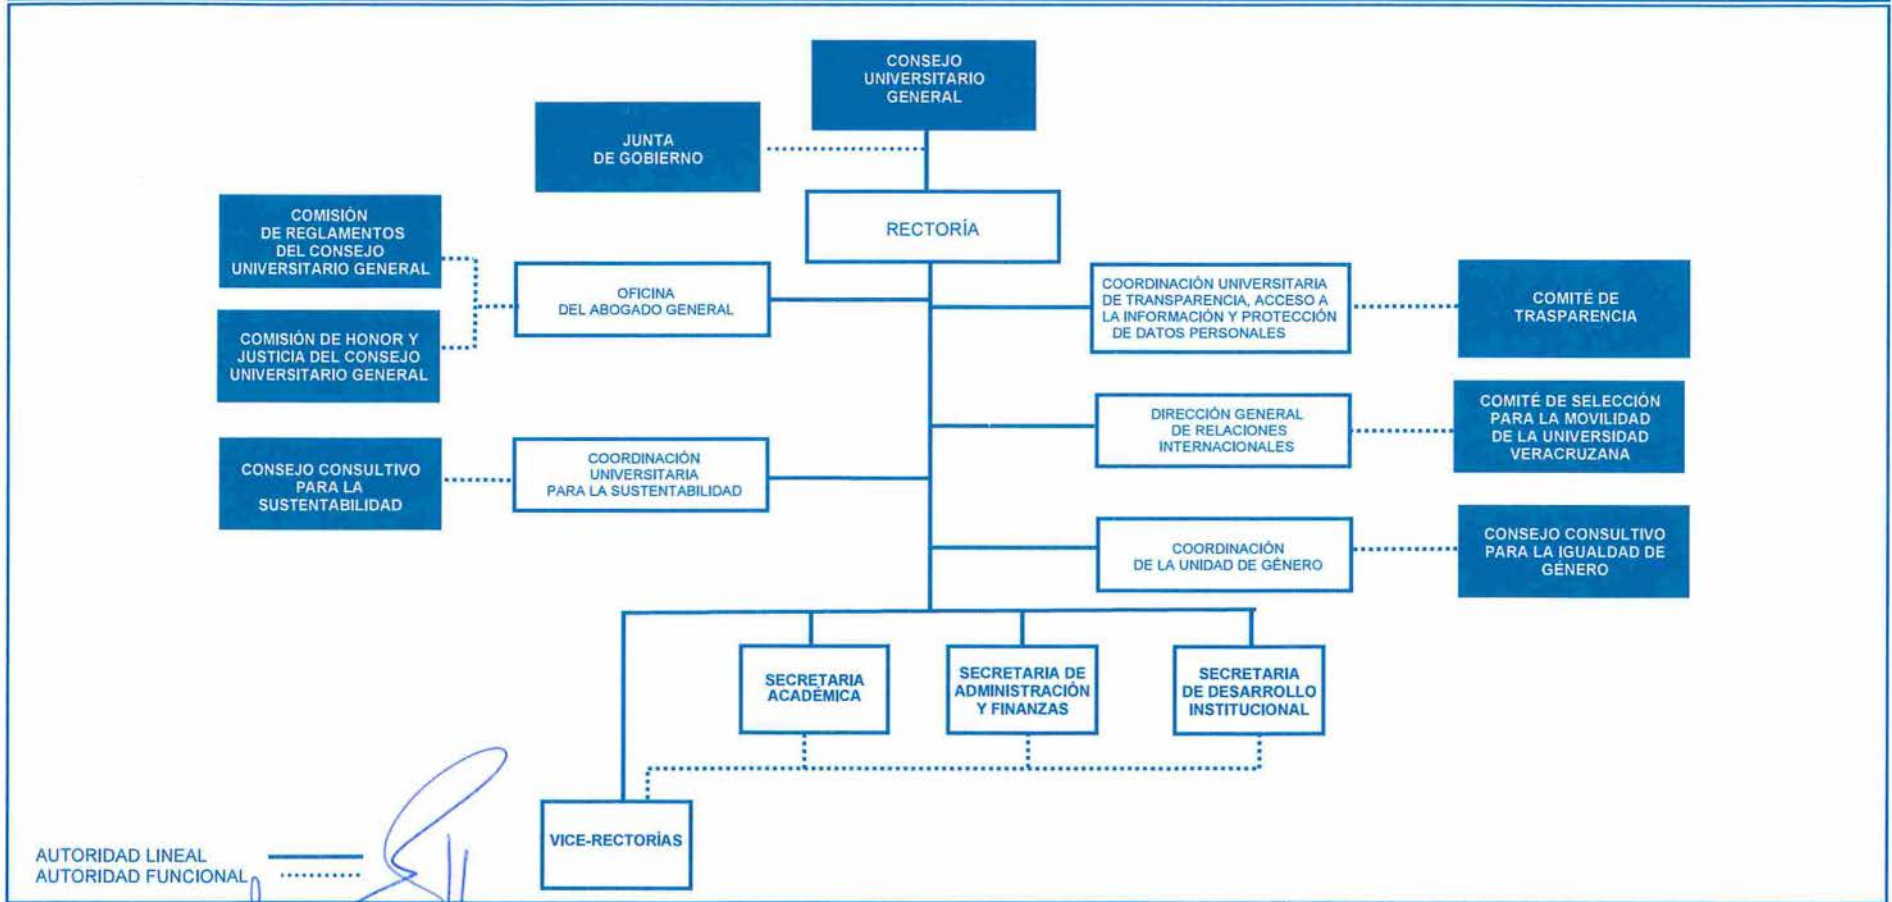 CONSEJO
UNIVERSITARIO
GENERAL
JUNTA
DE GOBIERNO
RECTORÍA
COMISIÓN
DE REGLAMENTOS
DEL CONSEJO
UNIVERSITARIO GENERAL
OFICINA
DEL ABOGADO GENERAL
COMISIÓN DE HONOR Y
JUSTICIA DEL CONSEJO
UNIVERSITARIO GENERAL
COORDINACIÓN UNIVERSITARIA
DE TRANSPARENCIA, ACCESO A
LA INFORMACIÓN Y PROTECCIÓN
DE DATOS PERSONALES
COMITÉ DE
TRASPARENCIA
DIRECCIÓN GENERAL
DE RELACIONES
INTERNACIONALES
COMITÉ DE SELECCIÓN
PARA LA MOVILIDAD
DE LA UNIVERSIDAD
VERACRUZANA
CONSEJO CONSULTIVO
PARA LA
SUSTENTABILIDAD
COORDINACIÓN
UNIVERSITARIA
PARA LA SUSTENTABILIDAD
COORDINACIÓN
DE LA UNIDAD DE GÉNERO
CONSEJO CONSULTIVO
PARA LA IGUALDAD DE
GÉNERO
SECRETARIA
ACADÉMICA
SECRETARIA DE
ADMINISTRACIÓN
Y FINANZAS
SECRETARIA
DE DESARROLLO
INSTITUCIONAL
VICE-RECTORÍAS
AUTORIDAD LINEAL
AUTORIDAD FUNCIONAL